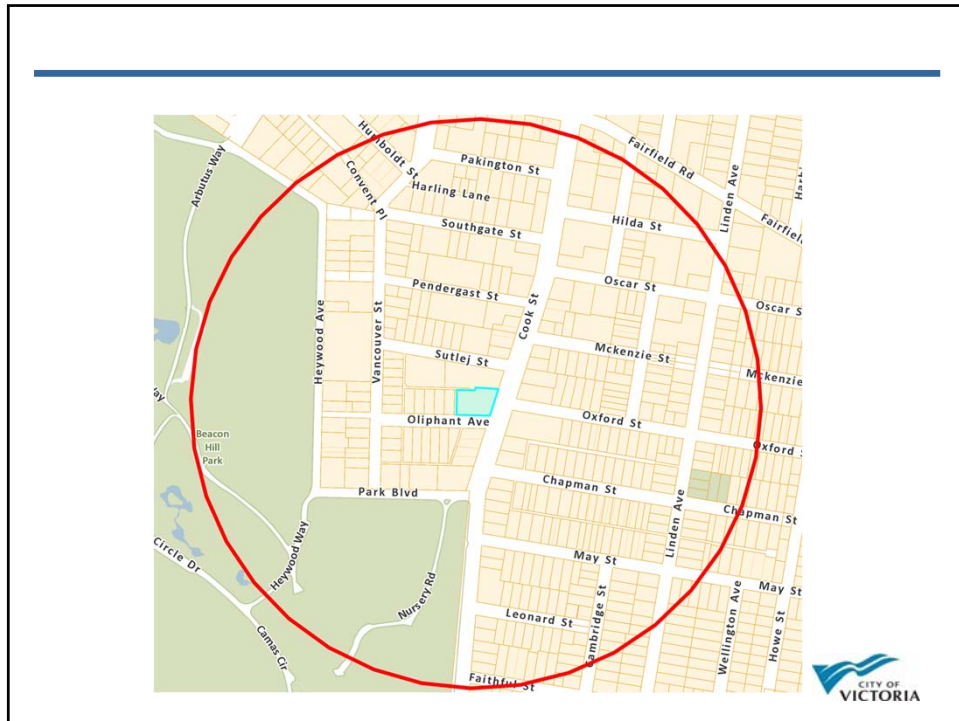 Humboldt St
Fairfield Rd
Arbutus Way
Convent Pl
Pakington St
Linden Ave
Harling Lane
Southgate St
Hilda St
Fairfield
Pendergast St
Oscar St
Oscar S
Heywood Ave
Vancouver St
Cook St
Sutlej St
Mckenzie St
Mckenzie
Way
Oliphant Ave
Oxford St
Oxford S
Beacon
Hill
Park
Park Blvd
Chapman St
Chapman St
Linden Ave
Circle Dr
Heywood Way
Nursery Rd
May St
May St
Camas Cir
Leonard St
Cambridge St
Wellington Ave
Howe St
Faithful St
CITY OF
VICTORIA